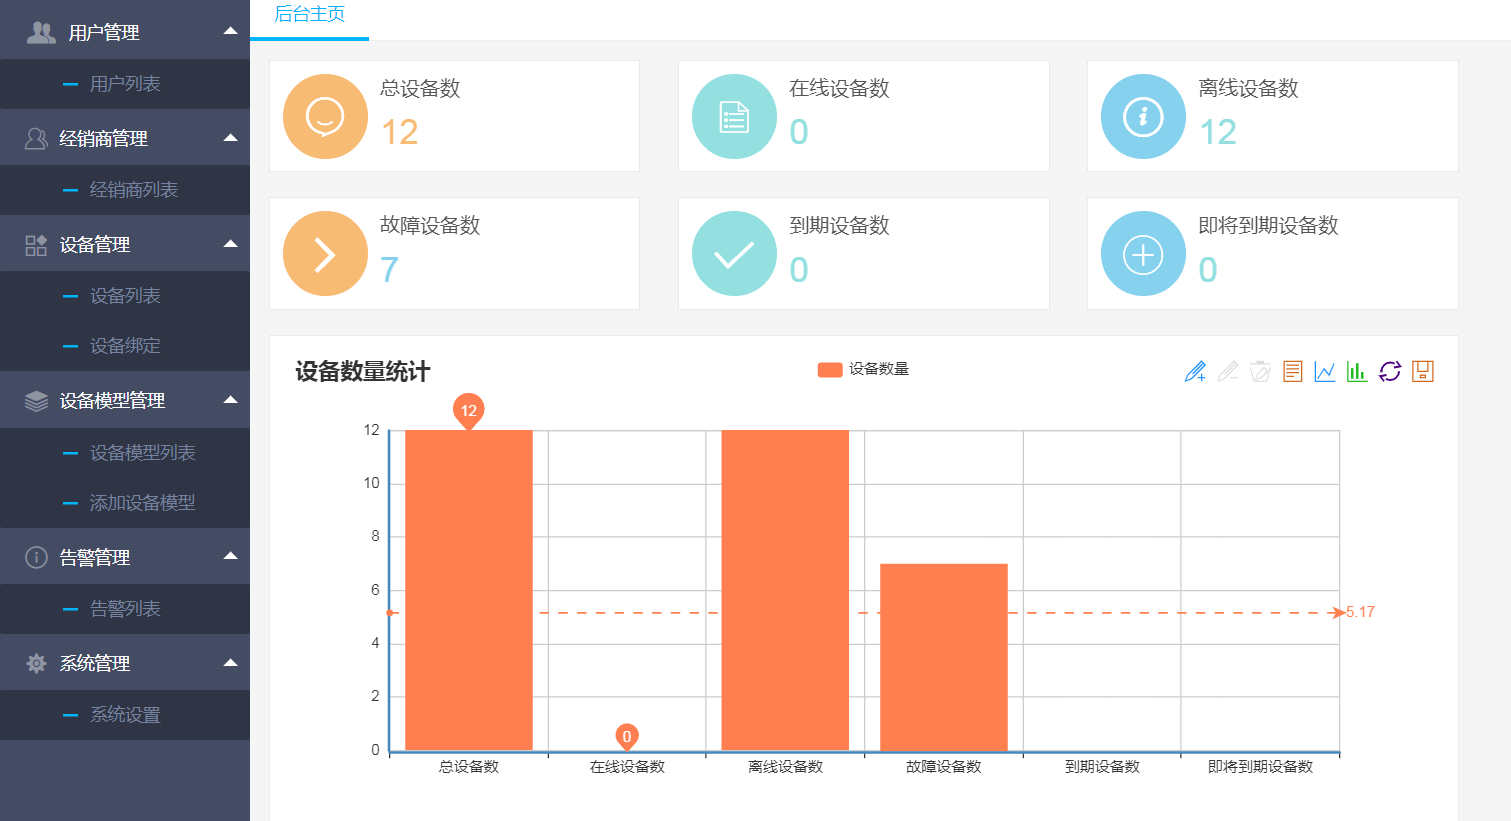 用户管理
用户列表
经销商管理
经销商列表
设备管理
设备列表
设备绑定
设备模型管理
设备模型列表
添加设备模型
告警管理
告警列表
系统管理
系统设置
后台主页
总设备数
12
在线设备数
0
离线设备数
12
故障设备数
7
到期设备数
0
即将到期设备数
0
设备数量统计
设备数量
12
0
12
10
8
6
4
2
0
5.17
总设备数
在线设备数
离线设备数
故障设备数
到期设备数
即将到期设备数